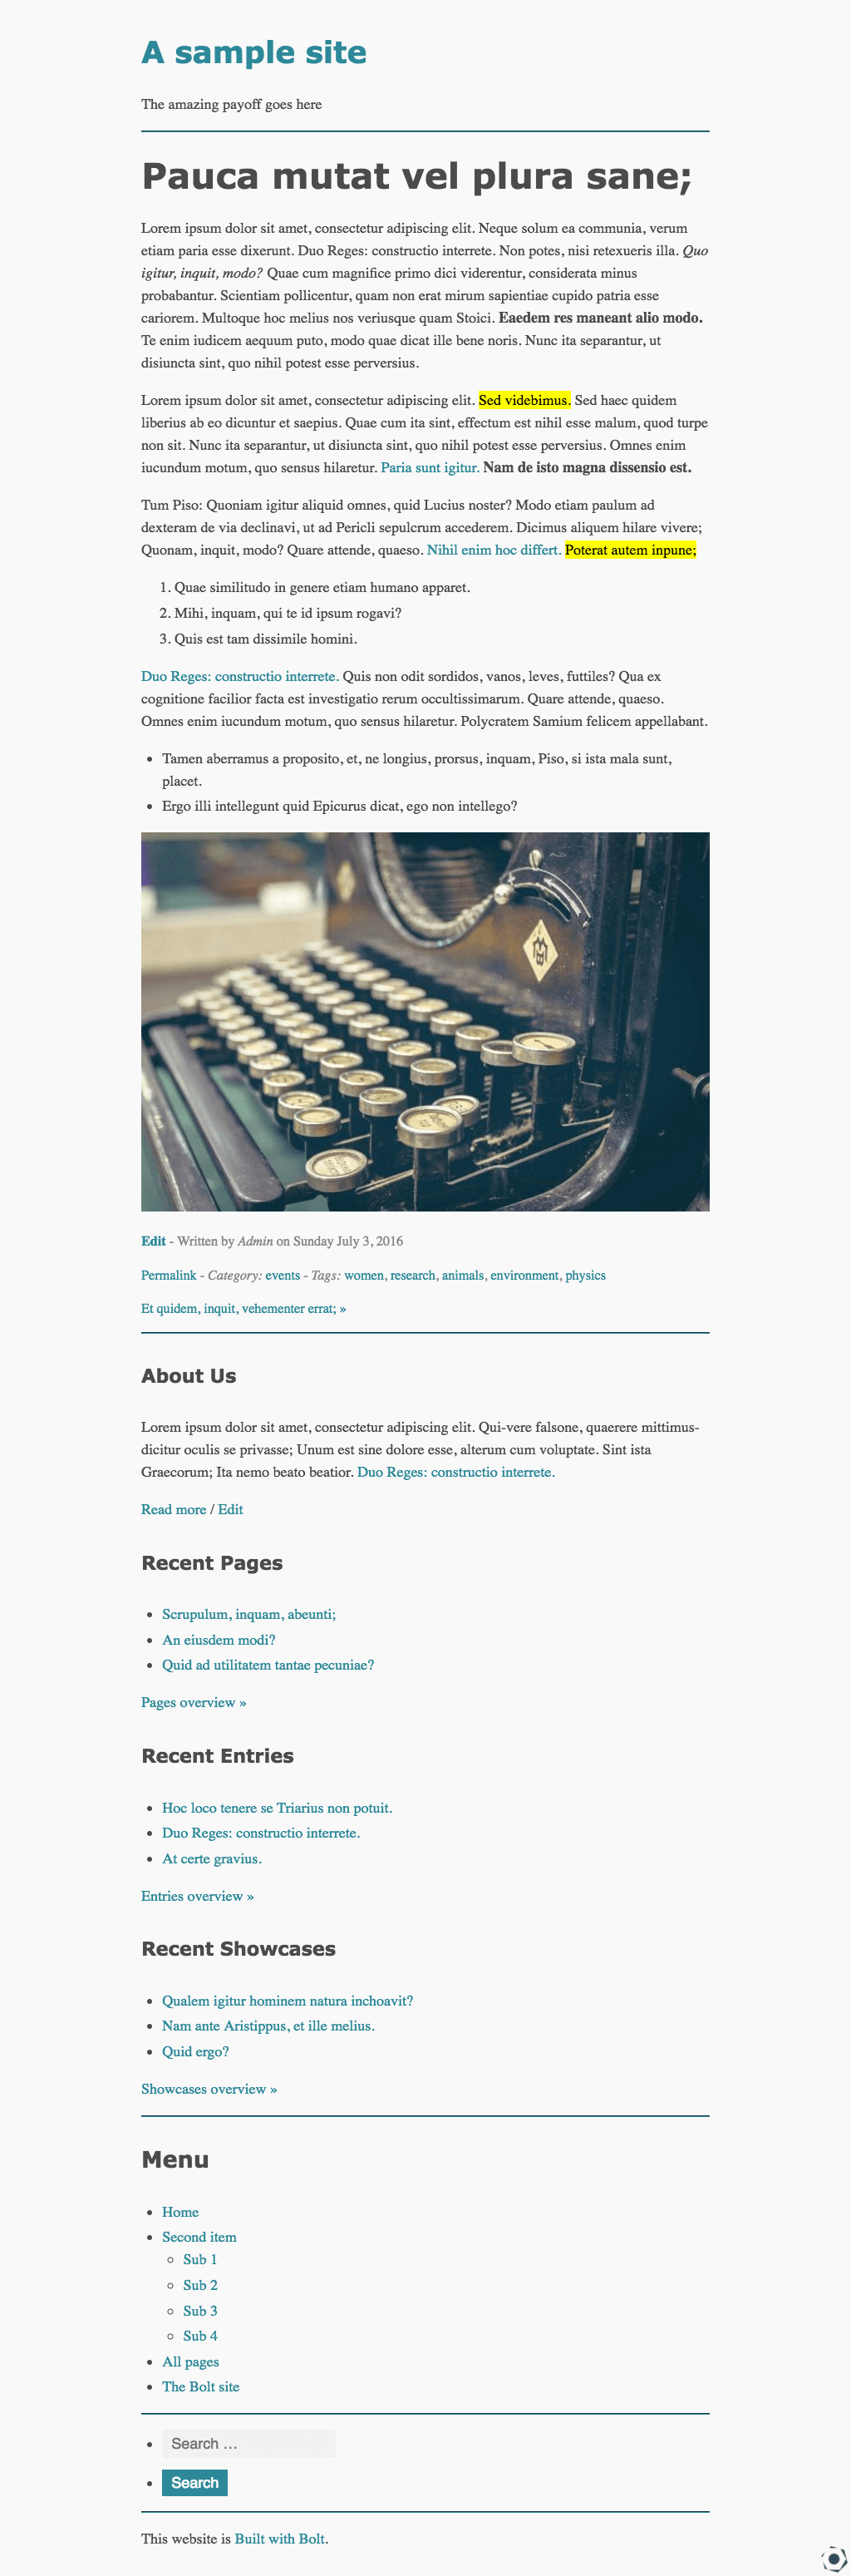 A sample site
The amazing payoff goes here
Pauca mutat vel plura sane;
Lorem ipsum dolor sit amet, consectetur adipiscing elit. Neque solum ea communia, verum
etiam paria esse dixerunt. Duo Reges: constructio interrete. Non potes, nisi retexueris illa. Quo
igitur, inquit, modo? Quae cum magnifice primo dici viderentur, considerata minus
probabantur. Scientiam pollicentur, quam non erat mirum sapientiae cupido patria esse
cariorem. Multoque hoc melius nos veriusque quam Stoici. Eaedem res maneant alio modo.
Te enim iudicem aequum puto, modo quae dicat ille bene noris. Nunc ita separantur, ut
disiuncta sint, quo nihil potest esse perversius.
Lorem ipsum dolor sit amet, consectetur adipiscing elit. Sed videbimus. Sed haec quidem
liberius ab eo dicuntur et saepius. Quae cum ita sint, effectum est nihil esse malum, quod turpe
non sit. Nunc ita separantur, ut disiuncta sint, quo nihil potest esse perversius. Omnes enim
iucundum motum, quo sensus hilaretur. Paria sunt igitur. Nam de isto magna dissensio est.
Tum Piso: Quoniam igitur aliquid omnes, quid Lucius noster? Modo etiam paulum ad
dexteram de via declinavi, ut ad Pericli sepulcrum accederem. Dicimus aliquem hilare vivere;
Quonam, inquit, modo? Quare attende, quaeso. Nihil enim hoc differt. Poterat autem inpune;
1. Quae similitudo in genere etiam humano apparet.
2. Mihi, inquam, qui te id ipsum rogavi?
3. Quis est tam dissimile homini.
Duo Reges: constructio interrete. Quis non odit sordidos, vanos, leves, futtiles? Qua ex
cognitione facilior facta est investigatio rerum occultissimarum. Quare attende, quaeso.
Omnes enim iucundum motum, quo sensus hilaretur. Polycratem Samium felicem appellabant.
• Tamen aberramus a proposito, et, ne longius, prorsus, inquam, Piso, si ista mala sunt,
placet.
• Ergo illi intellegunt quid Epicurus dicat, ego non intellego?
Edit - Written by Admin on Sunday July 3, 2016
Permalink - Category: events - Tags: women, research, animals, environment, physics
Et quidem, inquit, vehementer errat; »
About Us
Lorem ipsum dolor sit amet, consectetur adipiscing elit. Qui-vere falsone, quaerere mittimus-
dicitur oculis se privasse; Unum est sine dolore esse, alterum cum voluptate. Sint ista
Graecorum; Ita nemo beato beatior. Duo Reges: constructio interrete.
Read more / Edit
Recent Pages
• Scrupulum, inquam, abeunti;
• An eiusdem modi?
• Quid ad utilitatem tantae pecuniae?
Pages overview »
Recent Entries
• Hoc loco tenere se Triarius non potuit.
• Duo Reges: constructio interrete.
• At certe gravius.
Entries overview »
Recent Showcases
• Qualem igitur hominem natura inchoavit?
• Nam ante Aristippus, et ille melius.
• Quid ergo?
Showcases overview »
Menu
• Home
• Second item
◦ Sub 1
◦ Sub 2
◦ Sub 3
◦ Sub 4
• All pages
• The Bolt site
• Search …
• Search
This website is Built with Bolt.